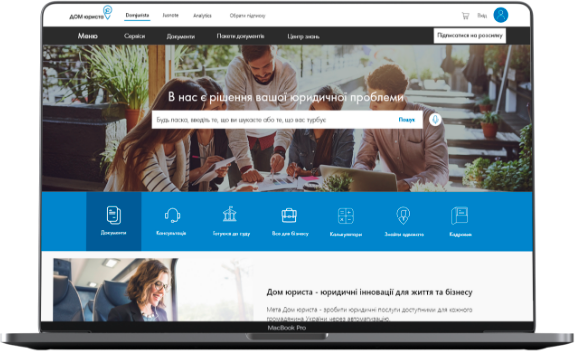 ДОМ юриста
Domjurista
Isendo
Analytics
Обрати підписку
Вхід
Меню
Сервіси
Документи
Пакети документів
Центр знань
Підписатися на розсилку
В нас є рішення вашої юридичної проблеми
Будь ласка, введіть те, що ви шукаєте або те, що вас турбує
Пошук
Документи
Консультація
Готуюся до суду
Все для бізнесу
Калькулятори
Знайти адвоката
Кадровик
Дом юриста - юридичні інновації для життя та бізнесу
Мета Дом юриста - зробити юридичні послуги доступними для кожного
громадянина України через автоматизацію.
MacBook Pro